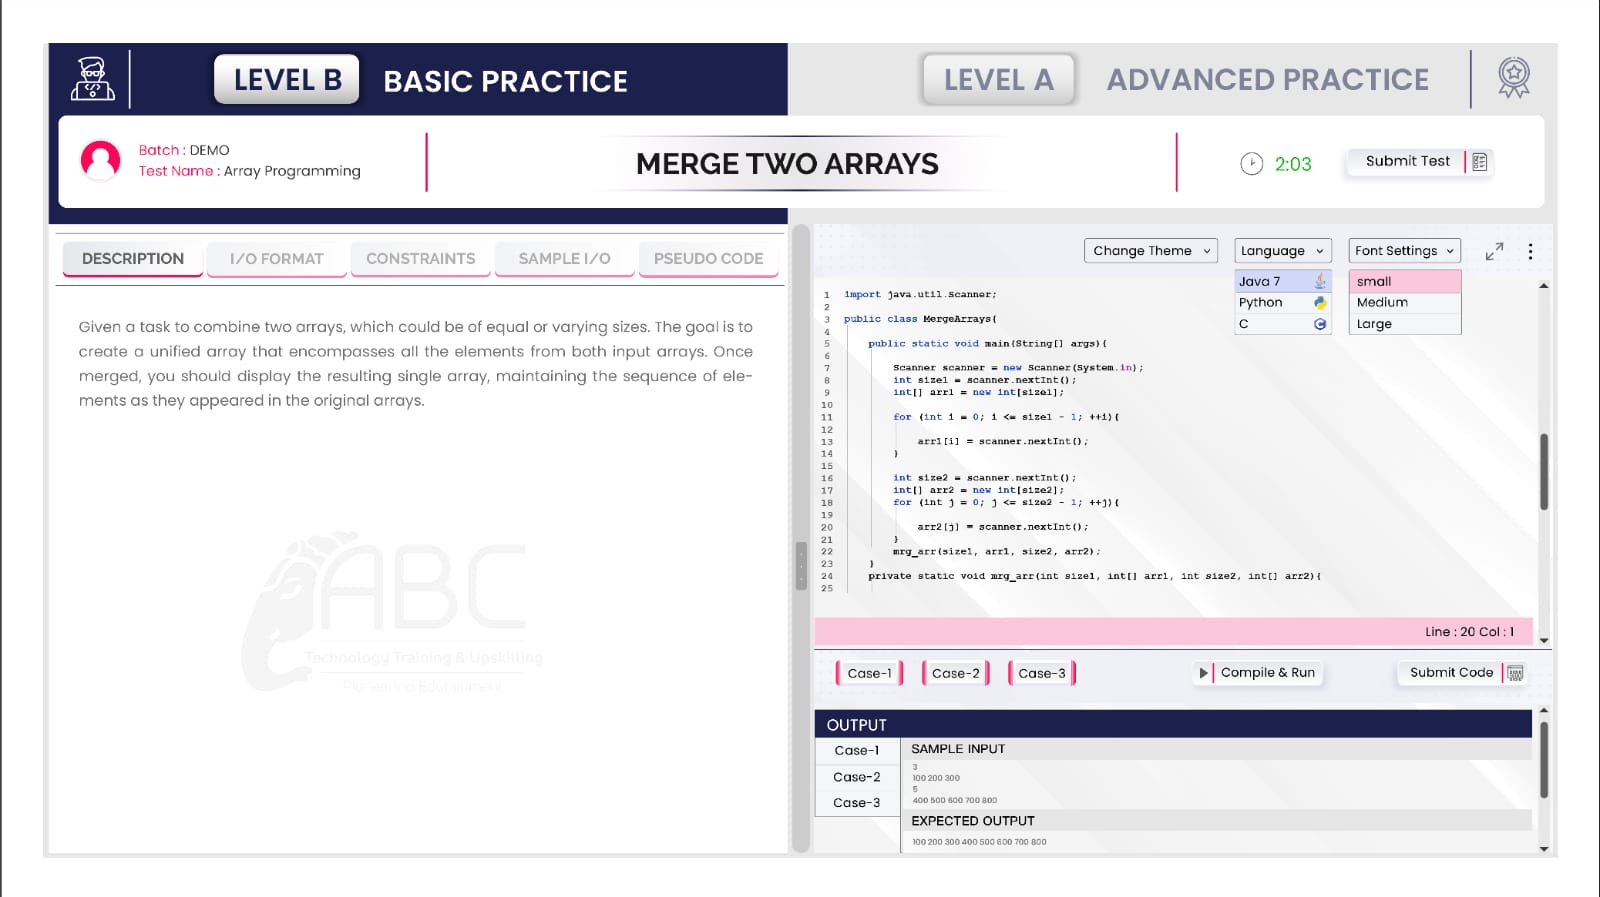 LEVEL B BASIC PRACTICE
LEVEL A ADVANCED PRACTICE
Batch : DEMO
Test Name : Array Programming
MERGE TWO ARRAYS
2:03
Submit Test
DESCRIPTION
I/O FORMAT
CONSTRAINTS
SAMPLE I/O
PSEUDO CODE
Given a task to combine two arrays, which could be of equal or varying sizes. The goal is to
create a unified array that encompasses all the elements from both input arrays. Once
merged, you should display the resulting single array, maintaining the sequence of ele-
ments as they appeared in the original arrays.
ABC
Technology Training & Upskilling
Pioneering Edutainment
Change Theme
Language
Font Settings
Java 7
Python
C
small
Medium
Large
1 import java.util.Scanner;
2
3 public class MergeArrays{
4
5 public static void main(String[] args){
6
7 Scanner scanner = new Scanner(System.in);
8 int size1 = scanner.nextInt();
9 int[] arr1 = new int[size1];
10
11 for (int i = 0; i <= size1 - 1; ++i){
12
13 arr1[i] = scanner.nextInt();
14 }
15
16 int size2 = scanner.nextInt();
17 int[] arr2 = new int[size2];
18 for (int j = 0; j <= size2 - 1; ++j){
19
20 arr2[j] = scanner.nextInt();
21 }
22 mrg_arr(size1, arr1, size2, arr2);
23 }
24 private static void mrg_arr(int size1, int[] arr1, int size2, int[] arr2){
25
Line : 20 Col : 1
Case-1
Case-2
Case-3
Compile & Run
Submit Code
OUTPUT
Case-1
Case-2
Case-3
SAMPLE INPUT
3
100 200 300
5
400 500 600 700 800
EXPECTED OUTPUT
100 200 300 400 500 600 700 800